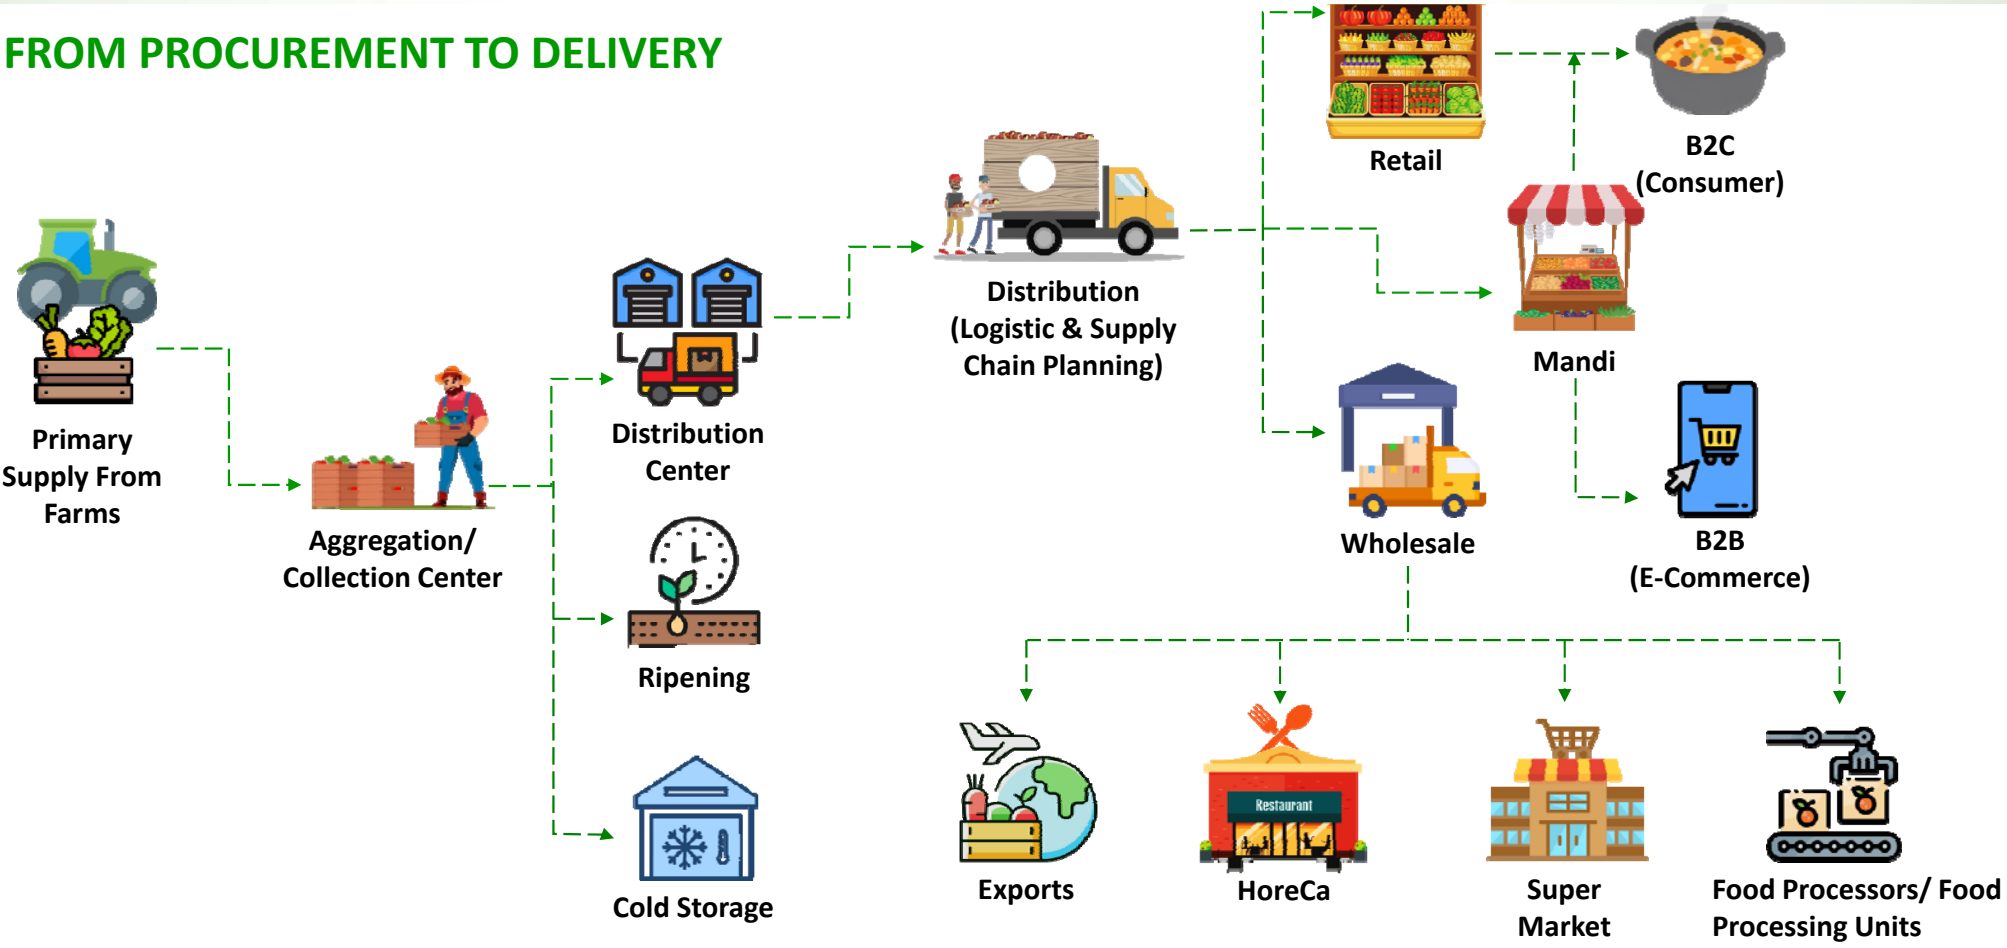 FROM PROCUREMENT TO DELIVERY
Primary
Supply From
Farms
Aggregation/
Collection Center
Distribution
Center
Ripening
Cold Storage
Distribution
(Logistic & Supply
Chain Planning)
Retail
B2C
(Consumer)
Mandi
Wholesale
B2B
(E-Commerce)
Exports
Restaurant
HoreCa
Super
Market
Food Processors/ Food
Processing Units